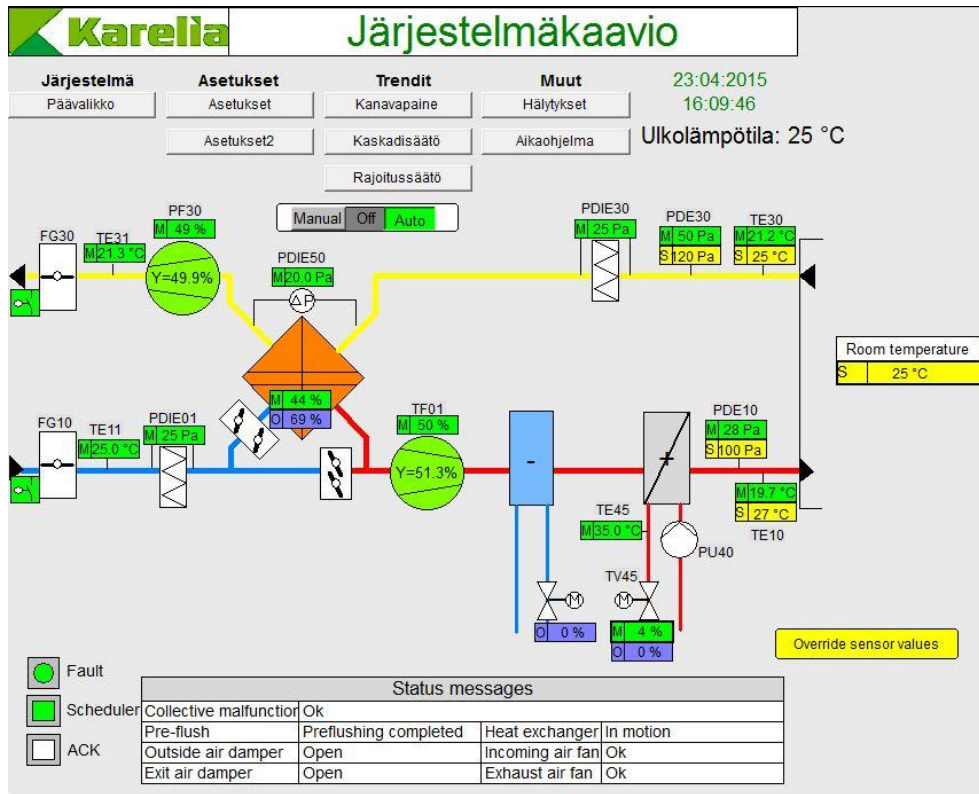 Karelia Järjestelmäkaavio
Järjestelmä Asetukset Trendit Muut 23:04:2015
Päävalikko Asetukset Kanavapaine Hälytykset 16:09:46
Asetukset2 Kaskadisäätö Aikaohjelma Ulkolämpötila: 25 °C
Rajoitussäätö
Manual Off Auto
FG30
TE31
M 21.3 °C
PF30
M 49 %
Y=49.9%
PDIE50
M 20.0 Pa
ΔP
PDIE30
M 25 Pa
PDE30
M 50 Pa
S 120 Pa
TE30
M 21.2 °C
S 25 °C
Room temperature
S 25 °C
M 44 %
O 69 %
FG10
TE11
M 25.0 °C
PDIE01
M 25 Pa
TF01
M 50 %
Y=51.3%
-
+
PDE10
M 28 Pa
S 100 Pa
M 19.7 °C
S 27 °C
TE10
TE45
M 35.0 °C
PU40
TV45
M
M
O 0 %
M 4 %
O 0 %
Override sensor values
Fault
Scheduler
ACK
Status messages
Collective malfunction Ok
Pre-flush Preflushing completed Heat exchanger In motion
Outside air damper Open Incoming air fan Ok
Exit air damper Open Exhaust air fan Ok